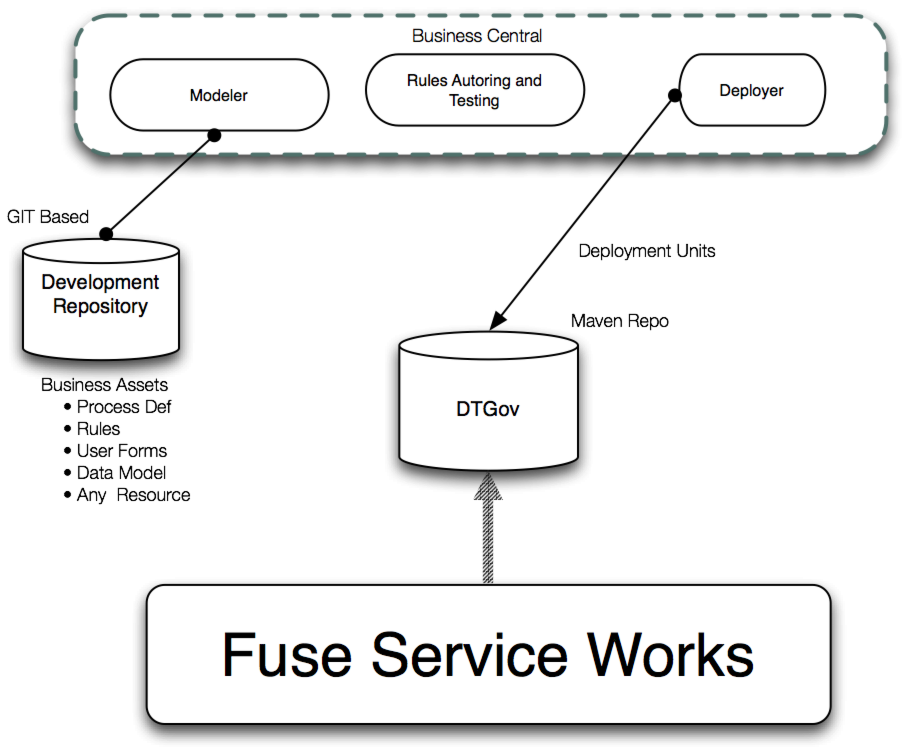 Business Central
Modeler
Rules Autoring and
Testing
Deployer
GIT Based
Development
Repository
Deployment Units
Maven Repo
Business Assets
• Process Def
• Rules
• User Forms
• Data Model
• Any Resource
DTGov
Fuse Service Works